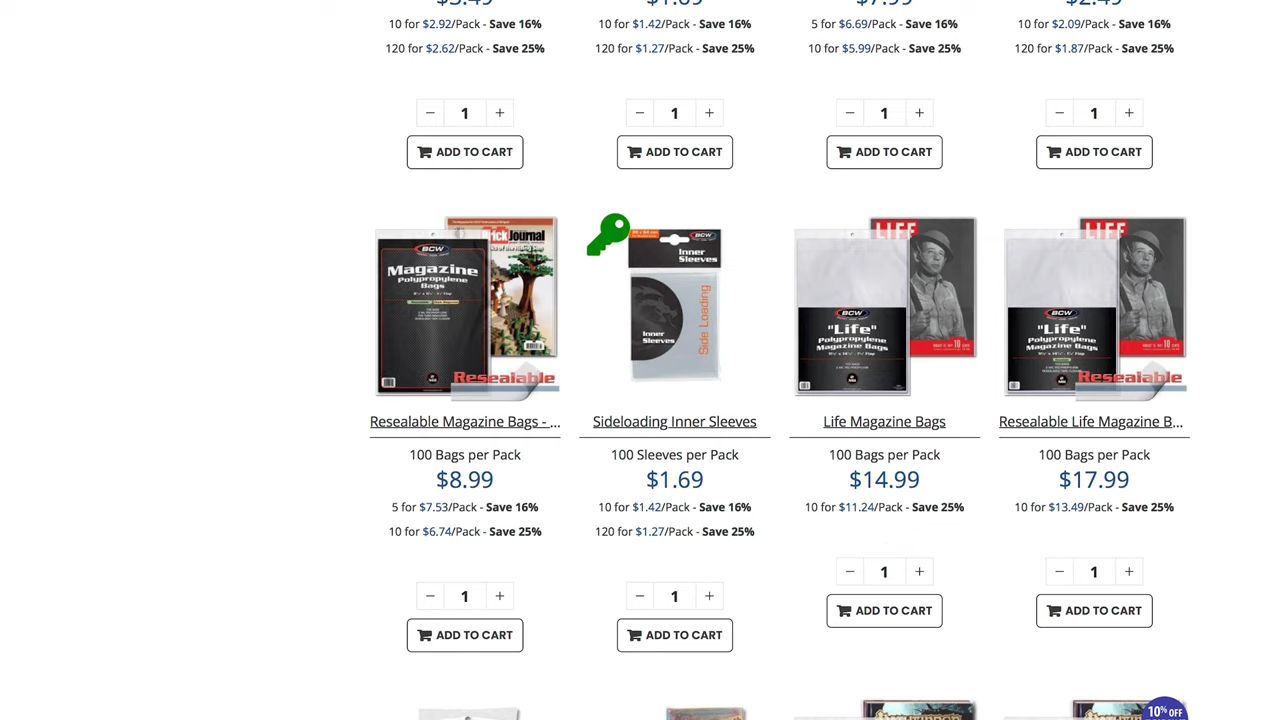 10 for $2.92/Pack - Save 16%
120 for $2.62/Pack - Save 25%
1
ADD TO CART
10 for $1.42/Pack - Save 16%
120 for $1.27/Pack - Save 25%
1
ADD TO CART
5 for $6.69/Pack - Save 16%
10 for $5.99/Pack - Save 25%
1
ADD TO CART
10 for $2.09/Pack - Save 16%
120 for $1.87/Pack - Save 25%
1
ADD TO CART
BCW
Magazine
Polypropylene
Bags
Journal
Resealable
Resealable Magazine Bags - ...
100 Bags per Pack
$8.99
5 for $7.53/Pack - Save 16%
10 for $6.74/Pack - Save 25%
1
ADD TO CART
BCW
Inner
Sleeves
Inner
Sleeves
Side Loading
Sideloading Inner Sleeves
100 Sleeves per Pack
$1.69
10 for $1.42/Pack - Save 16%
120 for $1.27/Pack - Save 25%
1
ADD TO CART
LIFE
BCW
"Life"
Polypropylene
Magazine Bags
Life Magazine Bags
100 Bags per Pack
$14.99
10 for $11.24/Pack - Save 25%
1
ADD TO CART
LIFE
BCW
"Life"
Polypropylene
Magazine Bags
Resealable
Resealable Life Magazine B...
100 Bags per Pack
$17.99
10 for $13.49/Pack - Save 25%
1
ADD TO CART
10% OFF